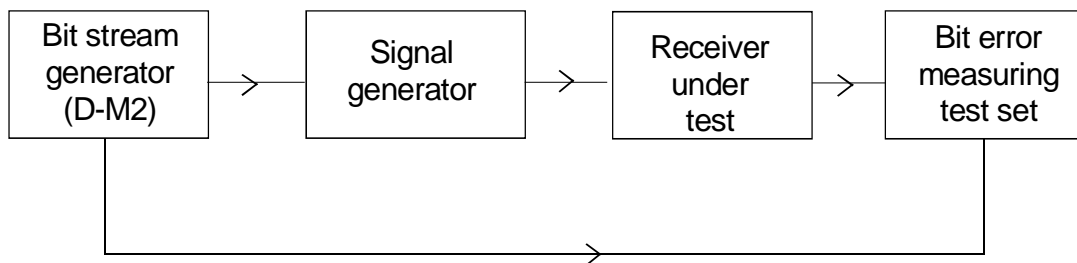 Bit stream
generator
(D-M2)
Signal
generator
Receiver
under
test
Bit error
measuring
test set